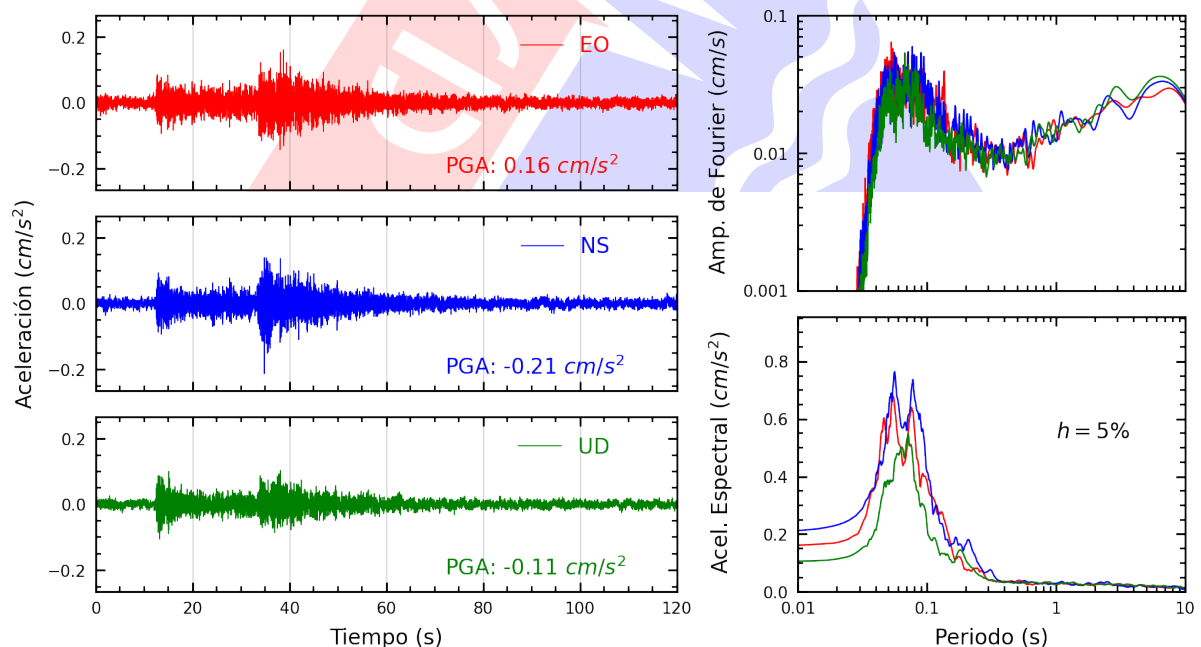 Aceleración (cm/s²)
0.2
0.0
−0.2
EO
PGA: 0.16 cm/s²
0.2
0.0
−0.2
NS
PGA: -0.21 cm/s²
0.2
0.0
−0.2
UD
PGA: -0.11 cm/s²
0 20 40 60 80 100 120
Tiempo (s)
Amp. de Fourier (cm/s)
0.1
0.01
0.001
Acel. Espectral (cm/s²)
0.8
0.6
0.4
0.2
0.0
h = 5%
0.01 0.1 1 10
Periodo (s)